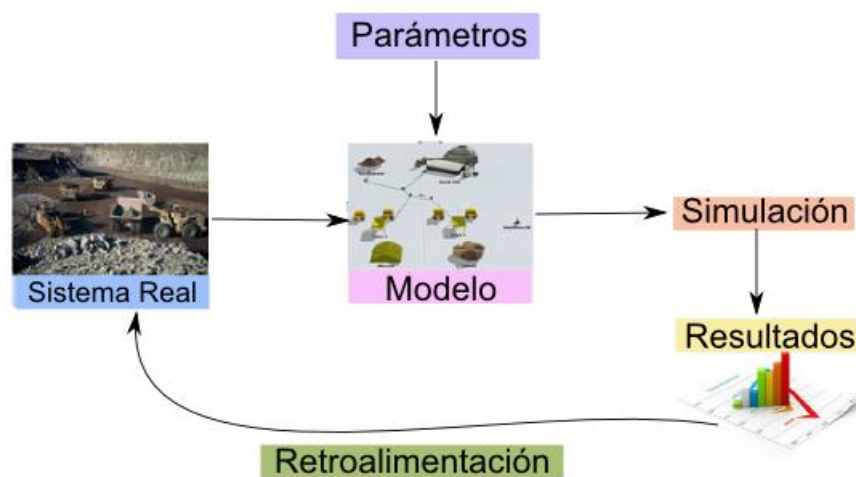 Parámetros
Sistema Real
Modelo
Simulación
Resultados
Retroalimentación